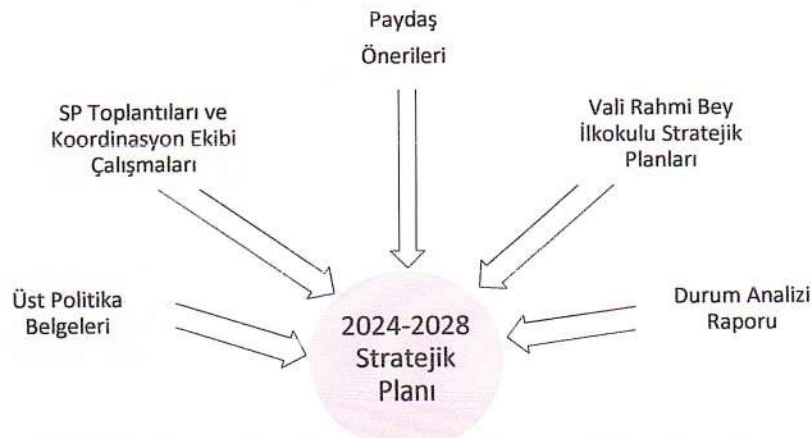 Paydaş
Önerileri
SP Toplantıları ve
Koordinasyon Ekibi
Çalışmaları
Vali Rahmi Bey
İlkokulu Stratejik
Planları
Üst Politika
Belgeleri
Durum Analizi
Raporu
2024-2028
Stratejik
Planı